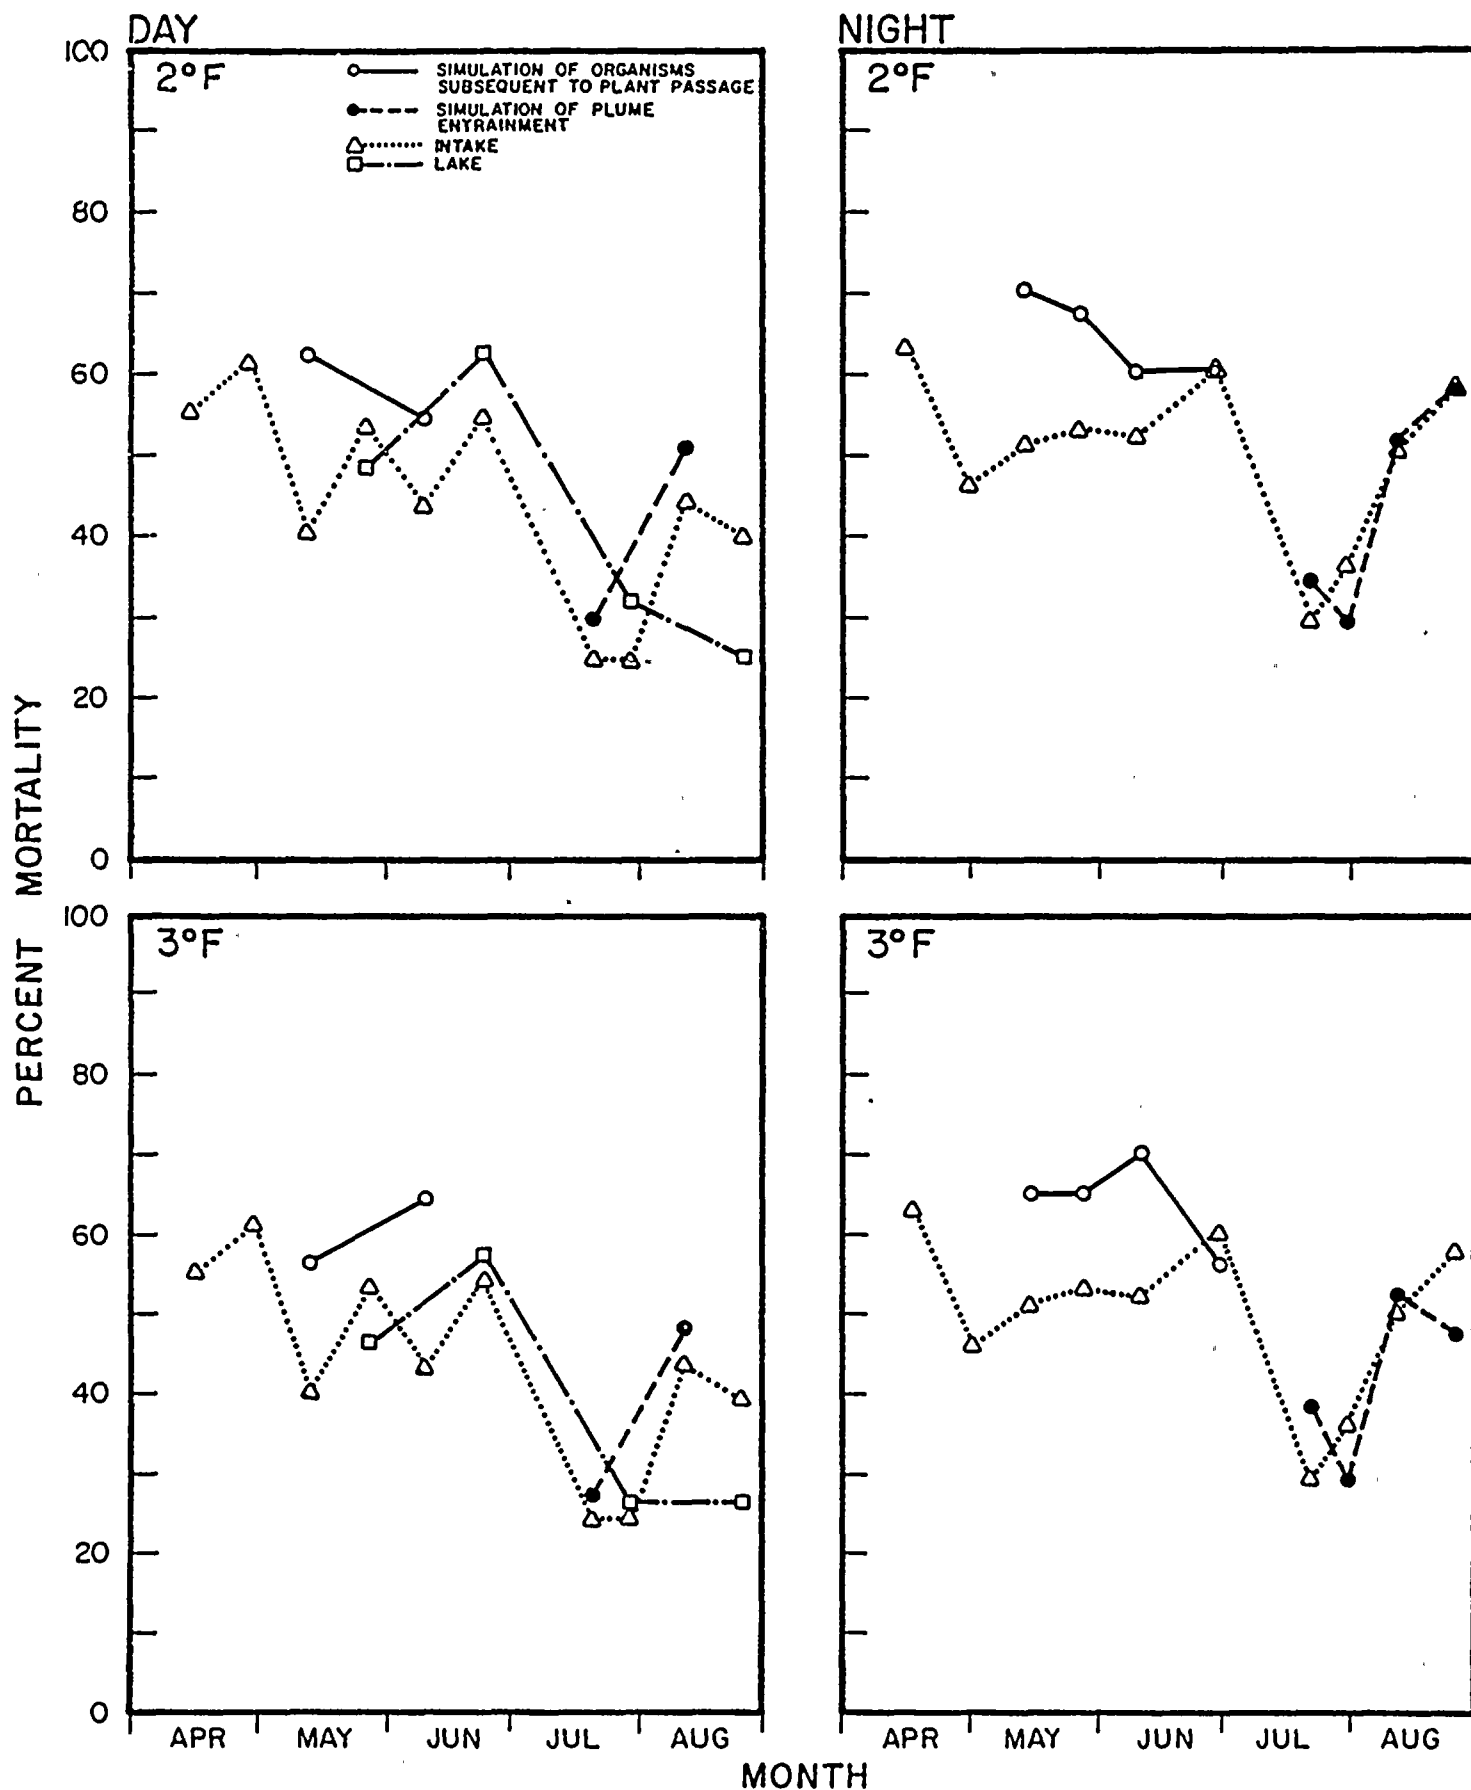 DAY
NIGHT
100
2°F
SIMULATION OF ORGANISMS
SUBSEQUENT TO PLANT PASSAGE
SIMULATION OF PLUME
ENTRAINMENT
INTAKE
LAKE
2°F
80
60
40
20
0
100
3°F
3°F
80
60
40
20
0
PERCENT MORTALITY
APR MAY JUN JUL AUG
APR MAY JUN JUL AUG
MONTH